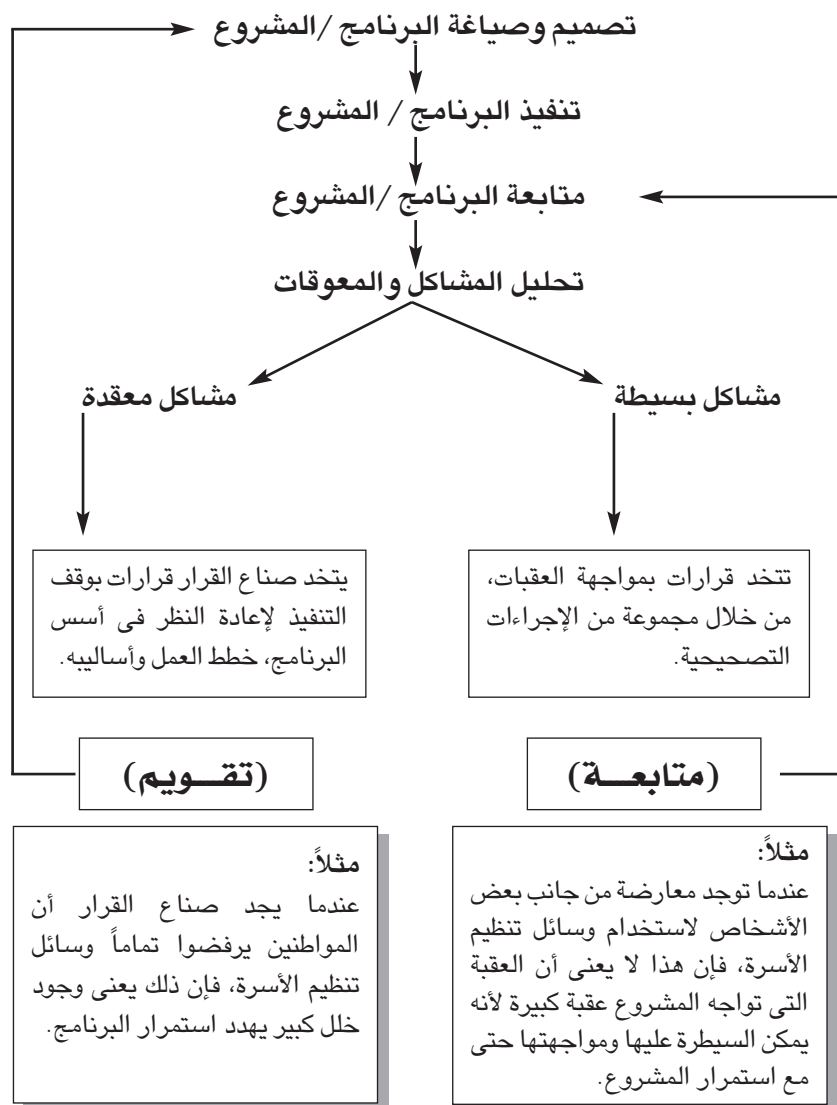 تصميم وصياغة البرنامج /المشروع
تنفيذ البرنامج / المشروع
متابعة البرنامج /المشروع
تحليل المشاكل والمعوقات
مشاكل بسيطة
مشاكل معقدة
تتخد قرارات بمواجهة العقبات،
من خلال مجموعة من الإجراءات
التصحيحية.
يتخد صناع القرار قرارات بوقف
التنفيذ لإعادة النظر فى أسس
البرنامج، خطط العمل وأساليبه.
(متابعـــة)
(تقـــويم)
مثلاً:
عندما توجد معارضة من جانب بعض
الأشخاص لاستخدام وسائل تنظيم
الأسرة، فإن هذا لا يعنى أن العقبة
التى تواجه المشروع عقبة كبيرة لأنه
يمكن السيطرة عليها ومواجهتها حتى
مع استمرار المشروع.
مثلاً:
عندما يجد صناع القرار أن
المواطنين يرفضوا تماماً وسائل
تنظيم الأسرة، فإن ذلك يعنى وجود
خلل كبير يهدد استمرار البرنامج.